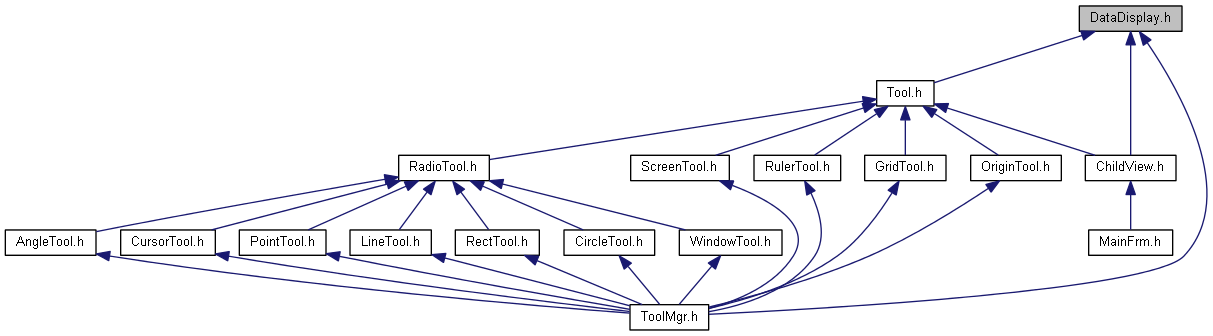 DataDisplay.h
Tool.h
RadioTool.h
ScreenTool.h
RulerTool.h
GridTool.h
OriginTool.h
ChildView.h
AngleTool.h
CursorTool.h
PointTool.h
LineTool.h
RectTool.h
CircleTool.h
WindowTool.h
MainFrm.h
ToolMgr.h